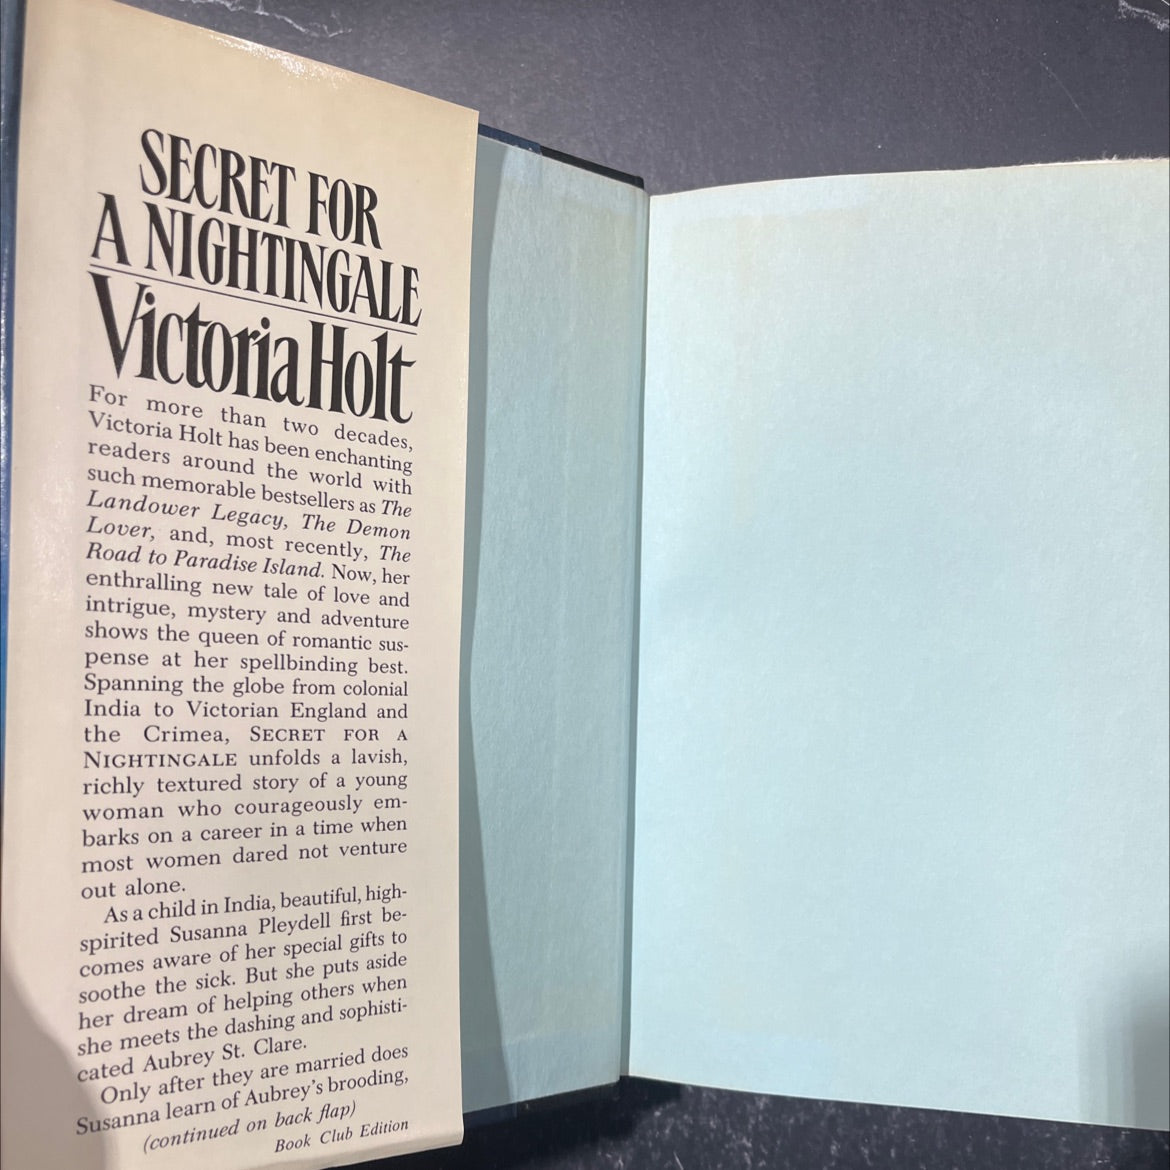 SECRET FOR
A NIGHTINGALE
Victoria Holt
For more than two decades,
Victoria Holt has been enchanting
readers around the world with
such memorable bestsellers as The
Landower Legacy, The Demon
Lover, and, most recently, The
Road to Paradise Island. Now, her
enthralling new tale of love and
intrigue, mystery and adventure
shows the queen of romantic sus-
pense at her spellbinding best.
Spanning the globe from colonial
India to Victorian England and
the Crimea, SECRET FOR A
NIGHTINGALE unfolds a lavish,
richly textured story of a young
woman who courageously em-
barks on a career in a time when
most women dared not venture
out alone.
As a child in India, beautiful, high-
spirited Susanna Pleydell first be-
comes aware of her special gifts to
soothe the sick. But she puts aside
her dream of helping others when
she meets the dashing and sophisti-
cated Aubrey St. Clare.
Only after they are married does
Susanna learn of Aubrey's brooding,
(continued on back flap)
Book Club Edition